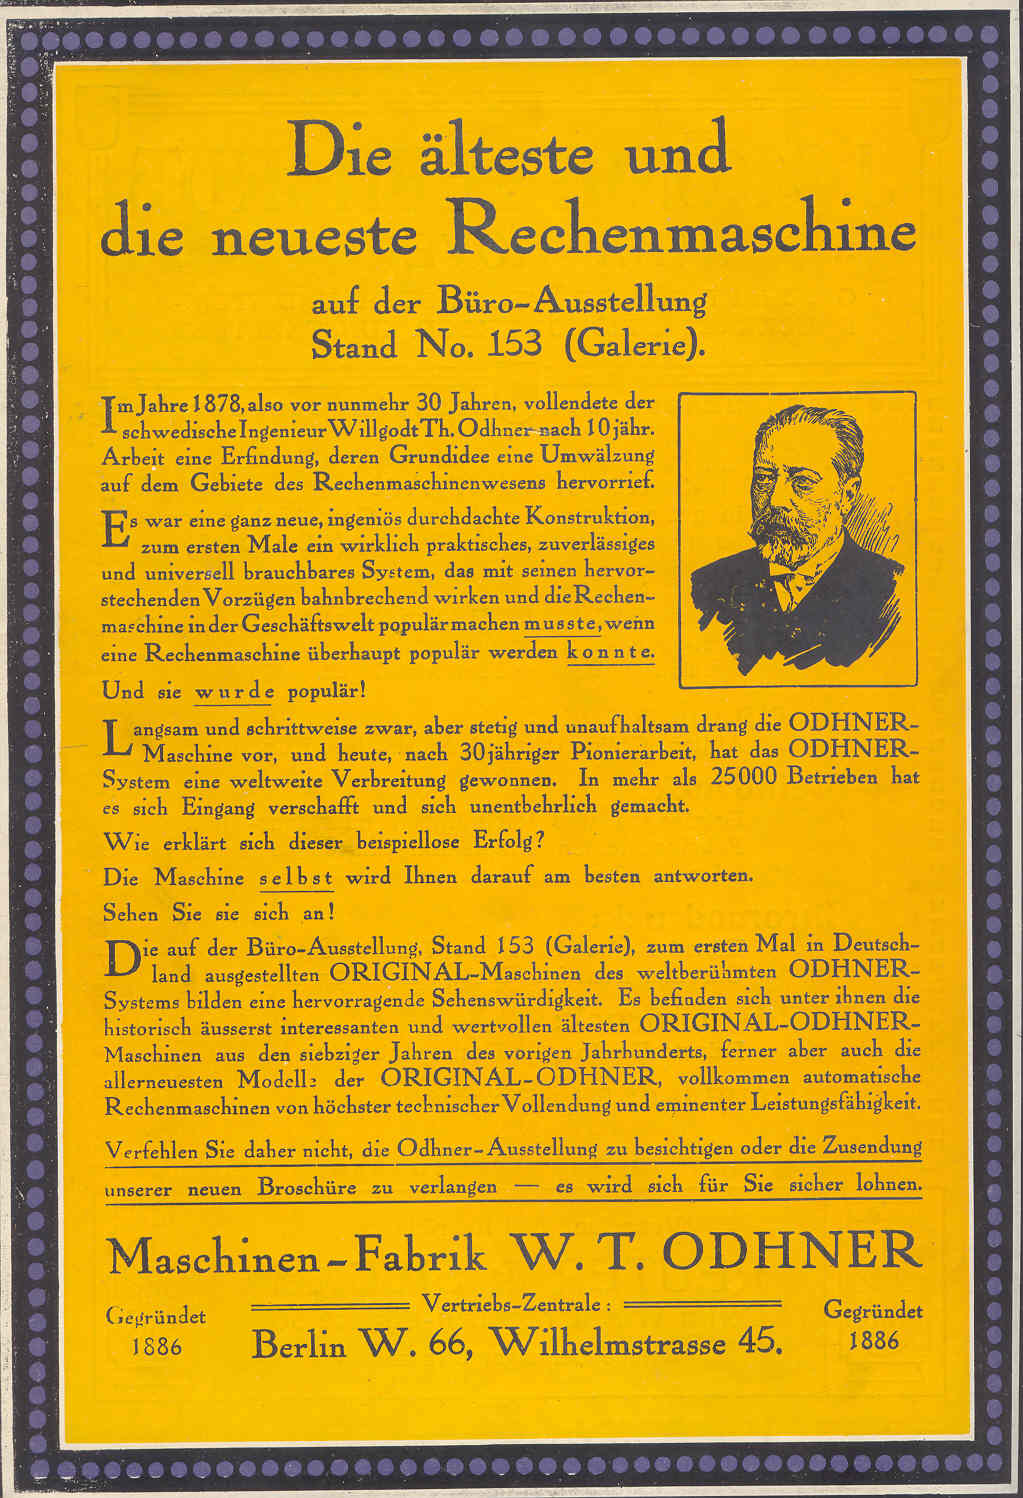 Die älteste und
die neueste Rechenmaschine
auf der Büro-Ausstellung
Stand No. 153 (Galerie).
Im Jahre 1878, also vor nunmehr 30 Jahren, vollendete der
schwedische Ingenieur Willgodt Th. Odhner nach 10 jähr.
Arbeit eine Erfindung, deren Grundidee eine Umwälzung
auf dem Gebiete des Rechenmaschinenwesens hervorrief.
Es war eine ganz neue, ingeniös durchdachte Konstruktion,
zum ersten Male ein wirklich praktisches, zuverlässiges
und universell brauchbares System, das mit seinen hervor-
stechenden Vorzügen bahnbrechend wirken und die Rechen-
maschine in der Geschäftswelt populär machen musste, wenn
eine Rechenmaschine überhaupt populär werden konnte.
Und sie wurde populär!
Langsam und schrittweise zwar, aber stetig und unaufhaltsam drang die ODHNER-
Maschine vor, und heute, nach 30jähriger Pionierarbeit, hat das ODHNER-
System eine weltweite Verbreitung gewonnen. In mehr als 25000 Betrieben hat
es sich Eingang verschafft und sich unentbehrlich gemacht.
Wie erklärt sich dieser beispiellose Erfolg?
Die Maschine selbst wird Ihnen darauf am besten antworten.
Sehen Sie sie sich an!
Die auf der Büro-Ausstellung, Stand 153 (Galerie), zum ersten Mal in Deutsch-
land ausgestellten ORIGINAL-Maschinen des weltberühmten ODHNER-
Systems bilden eine hervorragende Sehenswürdigkeit. Es befinden sich unter ihnen die
historisch äusserst interessanten und wertvollen ältesten ORIGINAL-ODHNER-
Maschinen aus den siebziger Jahren des vorigen Jahrhunderts, ferner aber auch die
allerneuesten Modelle der ORIGINAL-ODHNER, vollkommen automatische
Rechenmaschinen von höchster technischer Vollendung und eminenter Leistungsfähigkeit.
Verfehlen Sie daher nicht, die Odhner-Ausstellung zu besichtigen oder die Zusendung
unserer neuen Broschüre zu verlangen — es wird sich für Sie sicher lohnen.
Maschinen-Fabrik W. T. ODHNER
Gegründet
1886
Vertriebs-Zentrale:
Berlin W. 66, Wilhelmstrasse 45.
Gegründet
1886